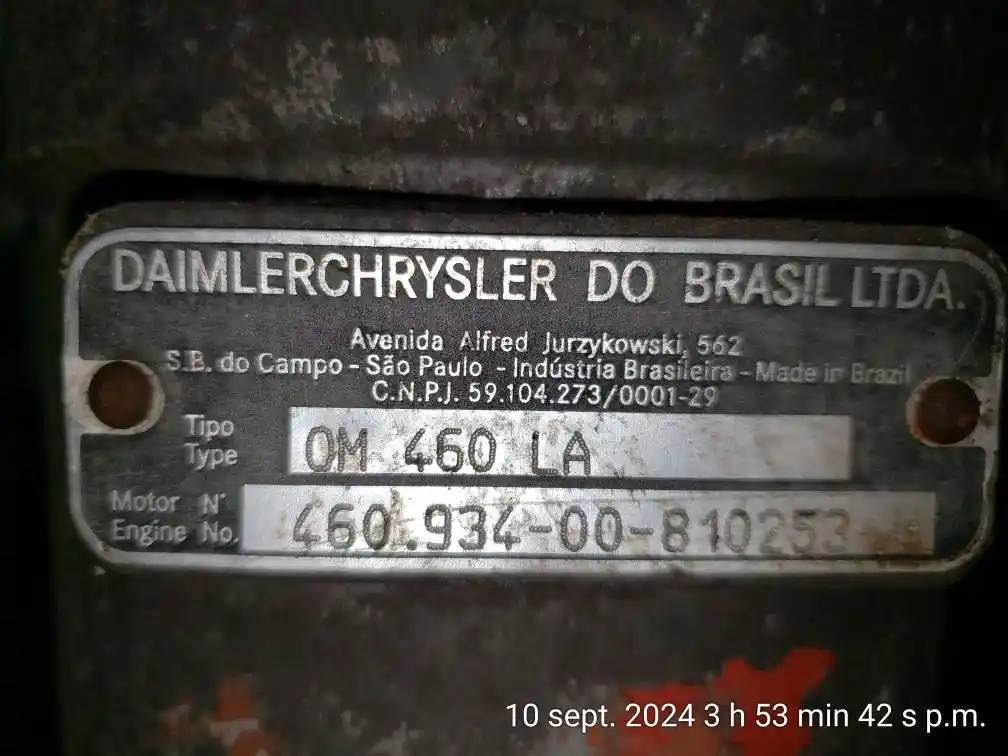 DAIMLERCHRYSLER DO BRASIL LTDA.
Avenida Alfred Jurzykowski, 562
S.B. do Campo - São Paulo - Indústria Brasileira - Made in Brazil
C.N.P.J. 59.104.273/0001-29
Tipo
Type
OM 460 LA
Motor N°
Engine No.
460.934-00-810253
10 sept. 2024 3 h 53 min 42 s p.m.